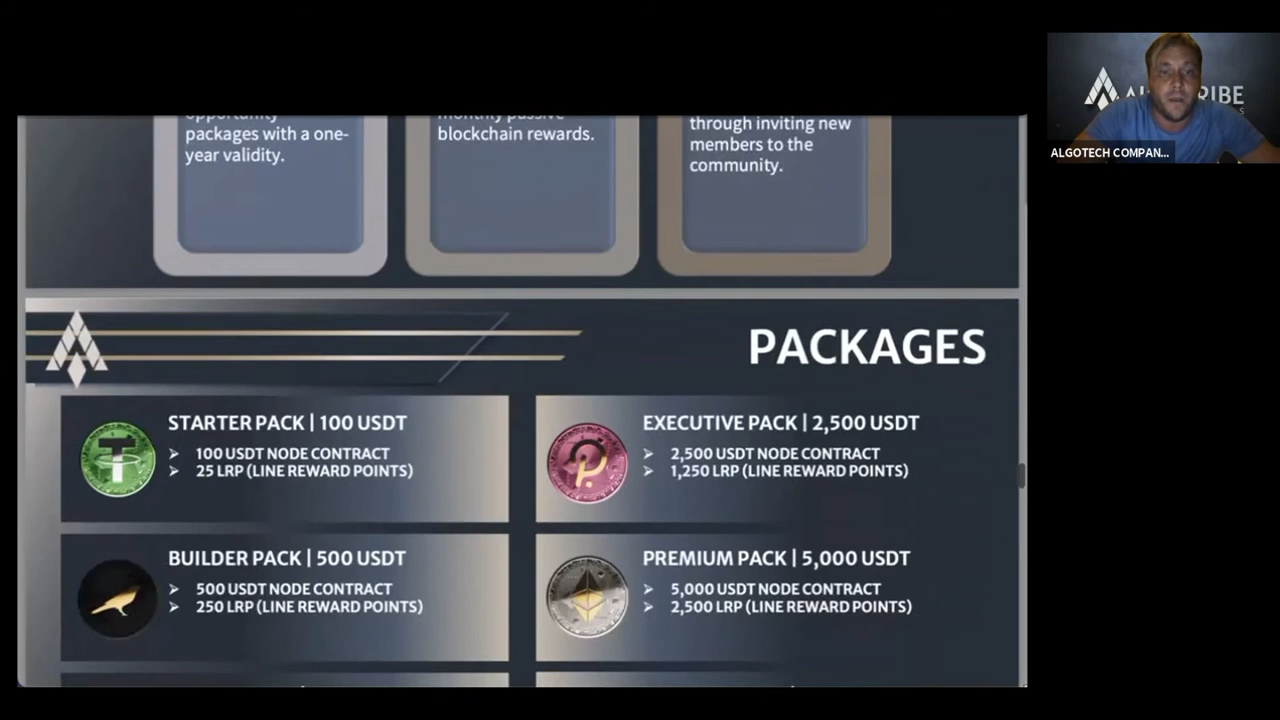 packages with a one-
year validity.
monthly passive
blockchain rewards.
through inviting new
members to the
community.
PACKAGES
STARTER PACK | 100 USDT
➤ 100 USDT NODE CONTRACT
➤ 25 LRP (LINE REWARD POINTS)
EXECUTIVE PACK | 2,500 USDT
➤ 2,500 USDT NODE CONTRACT
➤ 1,250 LRP (LINE REWARD POINTS)
BUILDER PACK | 500 USDT
➤ 500 USDT NODE CONTRACT
➤ 250 LRP (LINE REWARD POINTS)
PREMIUM PACK | 5,000 USDT
➤ 5,000 USDT NODE CONTRACT
➤ 2,500 LRP (LINE REWARD POINTS)
ALGOTECH COMPAN...